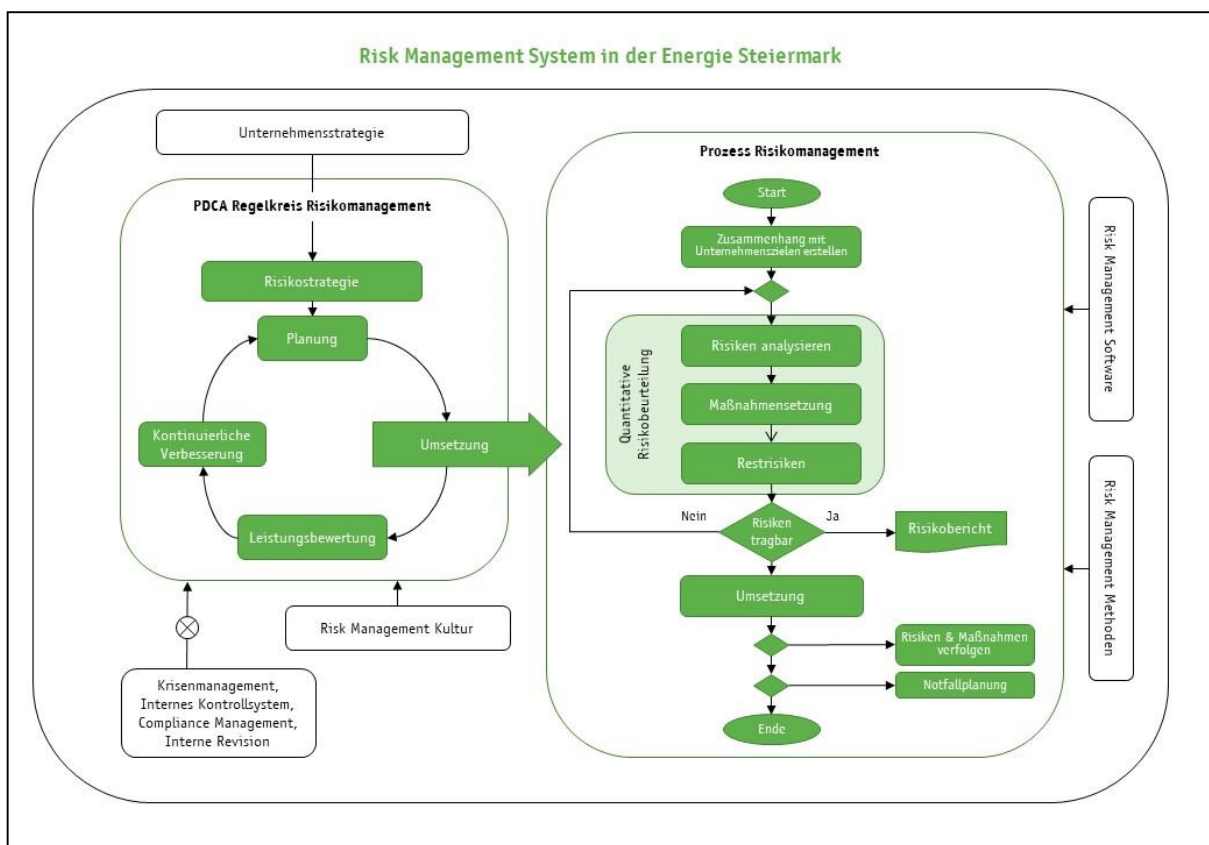 Risk Management System in der Energie Steiermark
Unternehmensstrategie
PDCA Regelkreis Risikomanagement
Risikostrategie
Planung
Kontinuierliche
Verbesserung
Umsetzung
Leistungsbewertung
Risk Management Kultur
Krisenmanagement,
Internes Kontrollsystem,
Compliance Management,
Interne Revision
Prozess Risikomanagement
Start
Zusammenhang mit
Unternehmenszielen erstellen
Quantitative
Risikobeurteilung
Risiken analysieren
Maßnahmensetzung
Restrisiken
Nein
Risiken
tragbar
Ja
Risikobericht
Umsetzung
Risiken & Maßnahmen
verfolgen
Notfallplanung
Ende
Risk Management Software
Risk Management Methoden